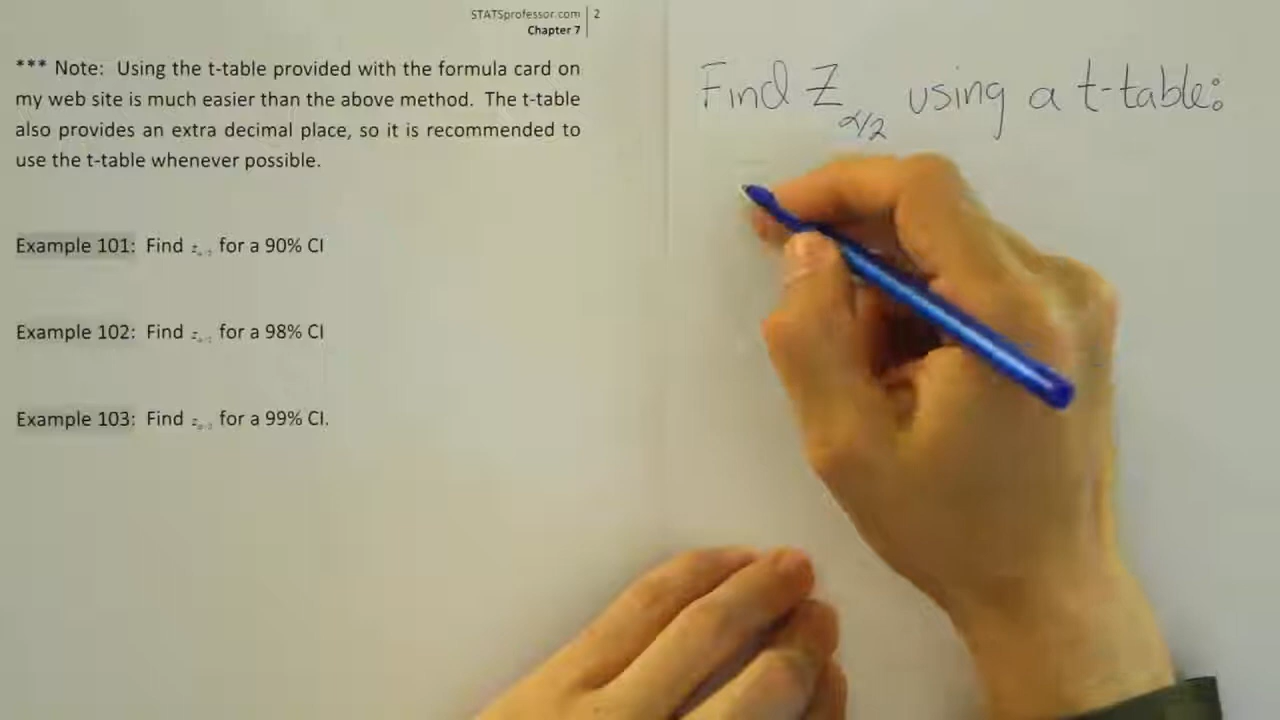 STATSprofessor.com | 2
Chapter 7
*** Note: Using the t-table provided with the formula card on
my web site is much easier than the above method. The t-table
also provides an extra decimal place, so it is recommended to
use the t-table whenever possible.
Example 101: Find z for a 90% CI
Example 102: Find z for a 98% CI
Example 103: Find z for a 99% CI.
Find Z α/2 using a t-table: